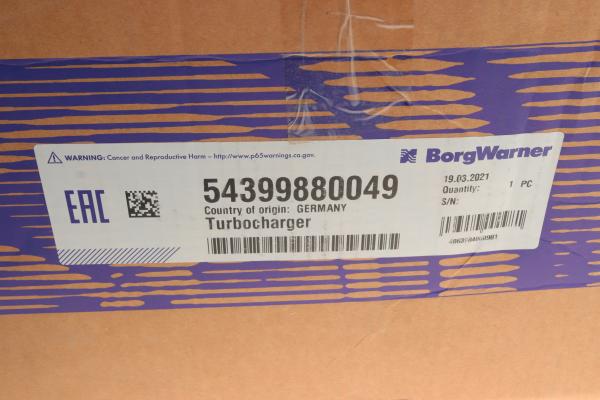 WARNING: Cancer and Reproductive Harm – http://www.p65warnings.ca.gov.
BorgWarner
EAC
54399880049
Country of origin: GERMANY
Turbocharger
19.03.2021
Quantity: 1 PC
S/N: